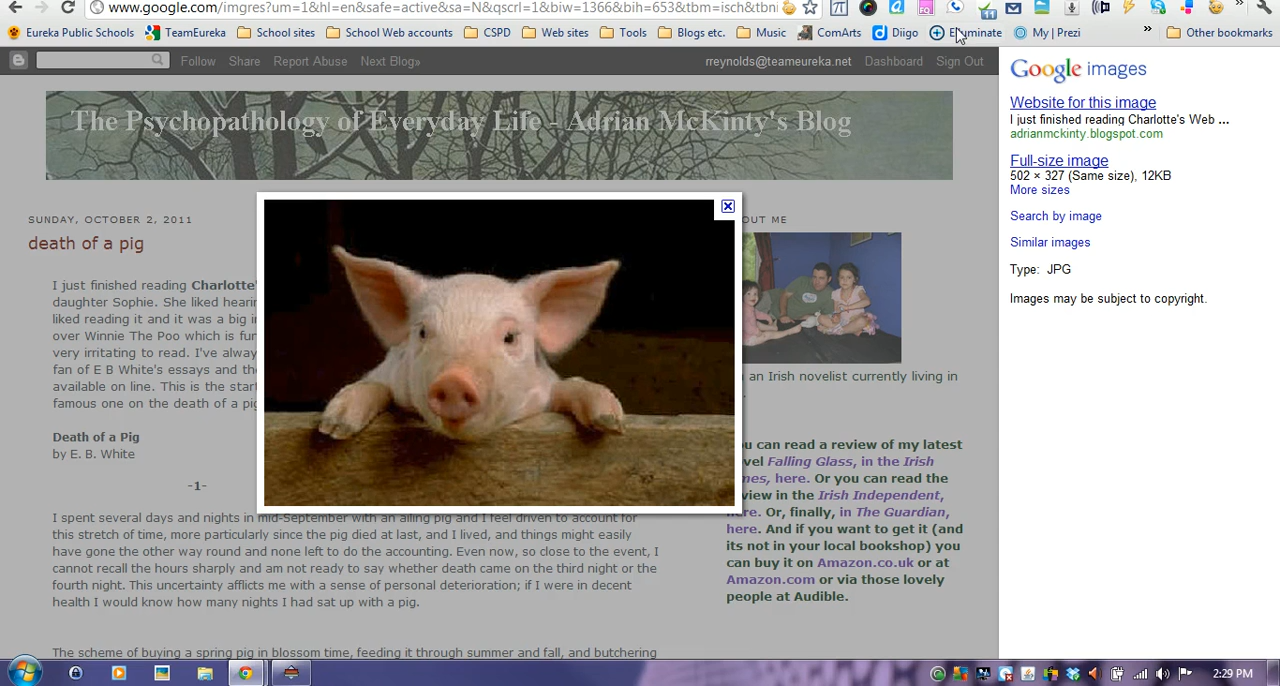 www.google.com/imgres?um=1&hl=en&safe=active&sa=N&qscrl=1&biw=1366&bih=653&tbm=isch&tbni
Eureka Public Schools TeamEureka School sites School Web accounts CSPD Web sites Tools Blogs etc. Music ComArts Diigo Elluminate My | Prezi » Other bookmarks
Follow Share Report Abuse Next Blog» rreynolds@teameureka.net Dashboard Sign Out
The Psychopathology of Everyday Life - Adrian McKinty's Blog
SUNDAY, OCTOBER 2, 2011
death of a pig
I just finished reading Charlotte'
daughter Sophie. She liked hearin
liked reading it and it was a big i
over Winnie The Poo which is fun
very irritating to read. I've alway
fan of E B White's essays and the
available on line. This is the start
famous one on the death of a pig
Death of a Pig
by E. B. White
-1-
I spent several days and nights in mid-September with an ailing pig and I feel driven to account for
this stretch of time, more particularly since the pig died at last, and I lived, and things might easily
have gone the other way round and none left to do the accounting. Even now, so close to the event, I
cannot recall the hours sharply and am not ready to say whether death came on the third night or the
fourth night. This uncertainty afflicts me with a sense of personal deterioration; if I were in decent
health I would know how many nights I had sat up with a pig.
The scheme of buying a spring pig in blossom time, feeding it through summer and fall, and butchering
OUT ME
an Irish novelist currently living in
.
ou can read a review of my latest
vel Falling Glass, in the Irish
mes, here. Or you can read the
view in the Irish Independent,
here. Or, finally, in The Guardian,
here. And if you want to get it (and
its not in your local bookshop) you
can buy it on Amazon.co.uk or at
Amazon.com or via those lovely
people at Audible.
Google images
Website for this image
I just finished reading Charlotte's Web ...
adrianmckinty.blogspot.com
Full-size image
502 × 327 (Same size), 12KB
More sizes
Search by image
Similar images
Type: JPG
Images may be subject to copyright.
2:29 PM